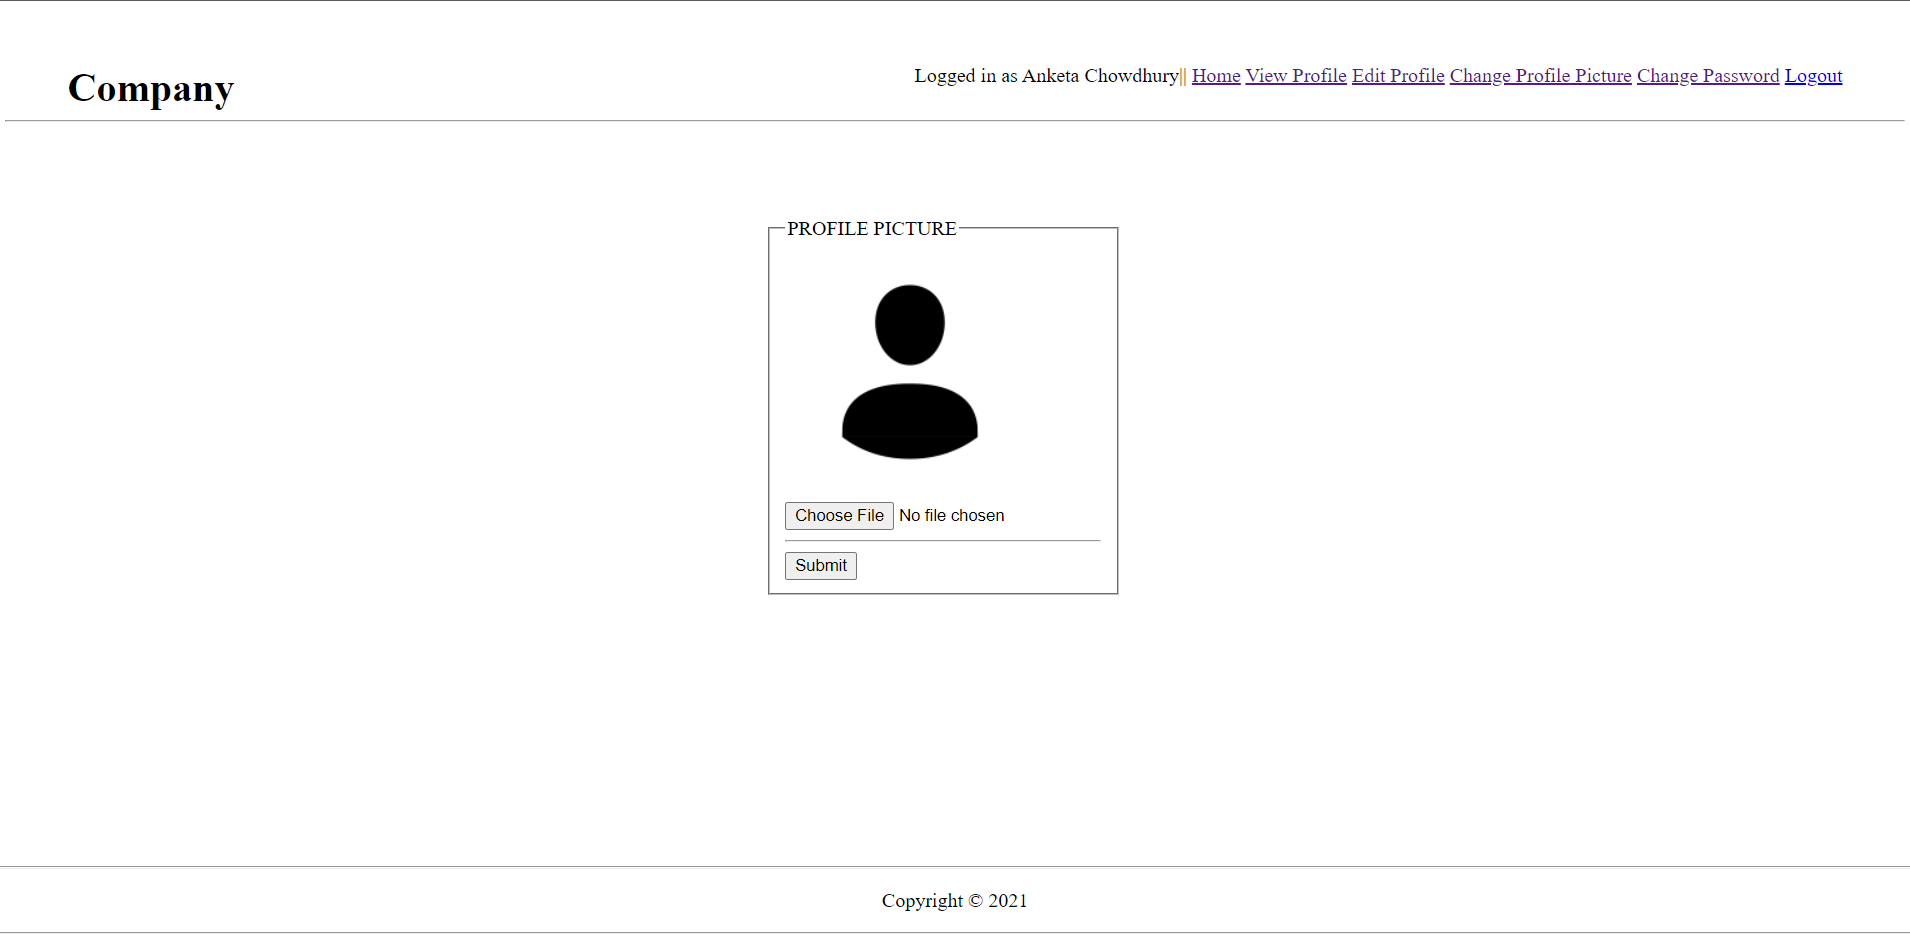 Company
Logged in as Anketa Chowdhury|| Home View Profile Edit Profile Change Profile Picture Change Password Logout
PROFILE PICTURE
Choose File No file chosen
Submit
Copyright © 2021